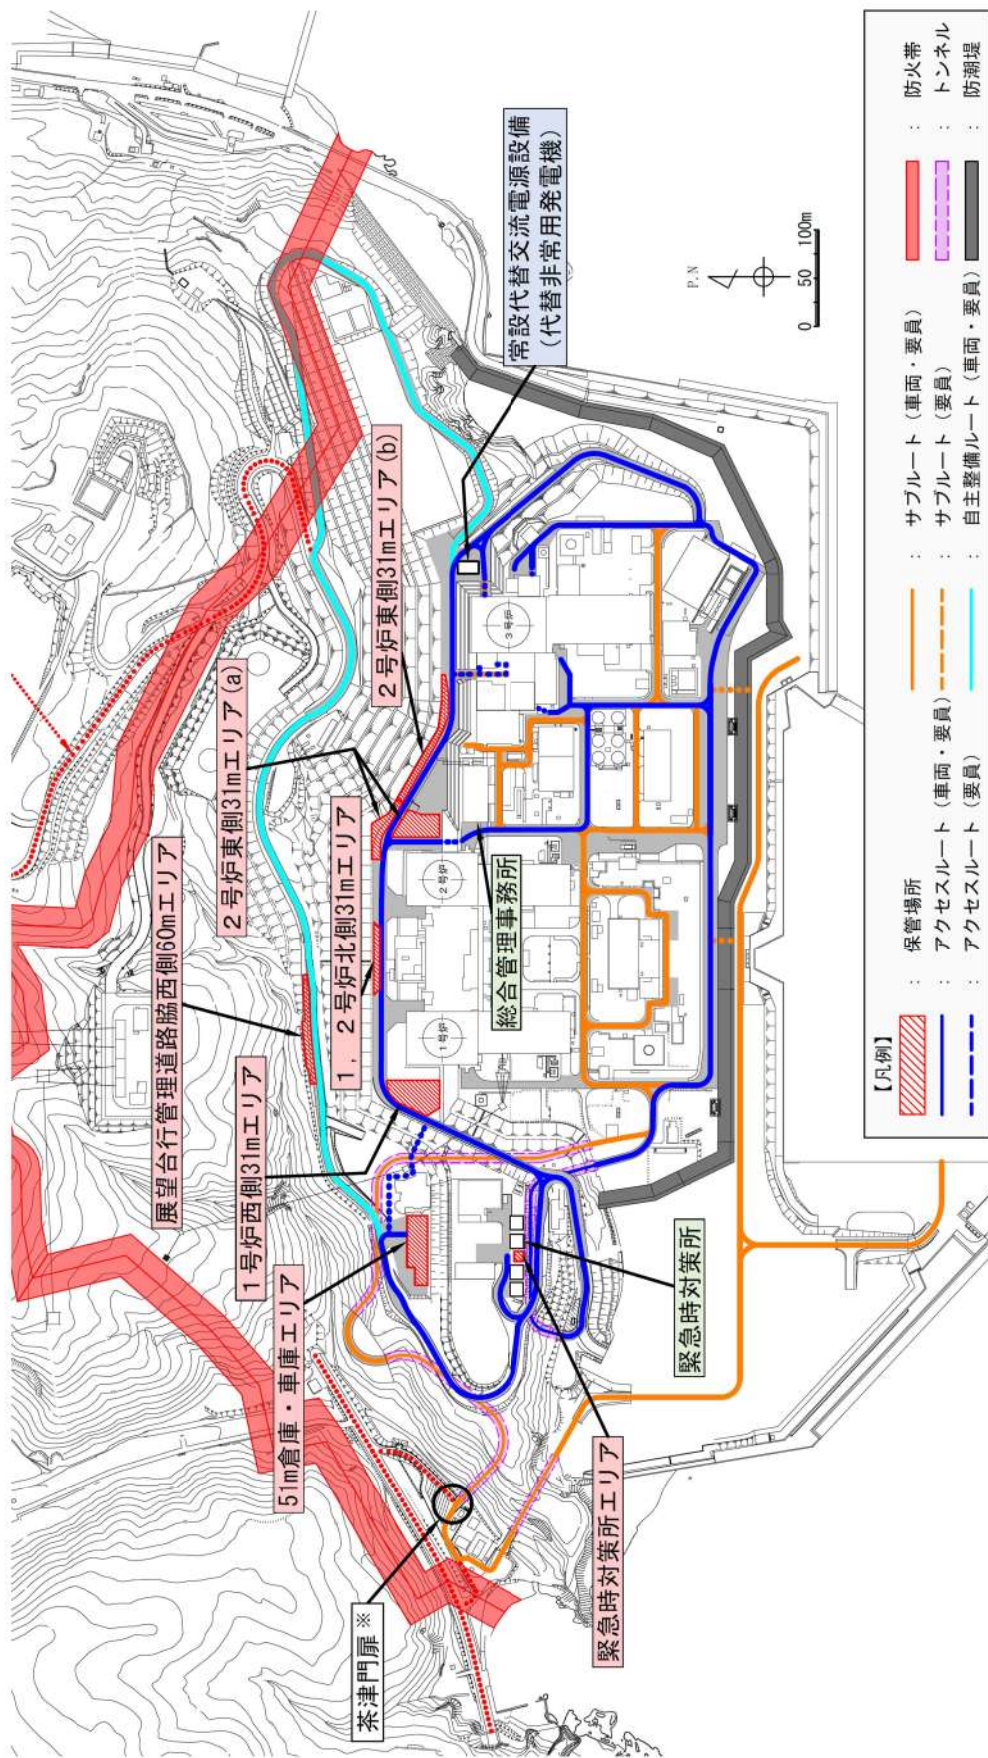 茶津門扉※
51m倉庫・車庫エリア
1号炉西側31mエリア
展望台行管理道路脇西側60mエリア
1,2号炉北側31mエリア
2号炉東側31mエリア(a)
2号炉東側31mエリア(b)
常設代替交流電源設備
(代替非常用発電機)
総合管理事務所
緊急時対策所
緊急時対策所エリア
1号炉
2号炉
3号炉
P.N
0 50 100m
【凡例】
: 保管場所
: アクセスルート(車両・要員)
: アクセスルート(要員)
: サブルート(車両・要員)
: サブルート(要員)
: 自主整備ルート(車両・要員)
: 防火帯
: トンネル
: 防潮堤